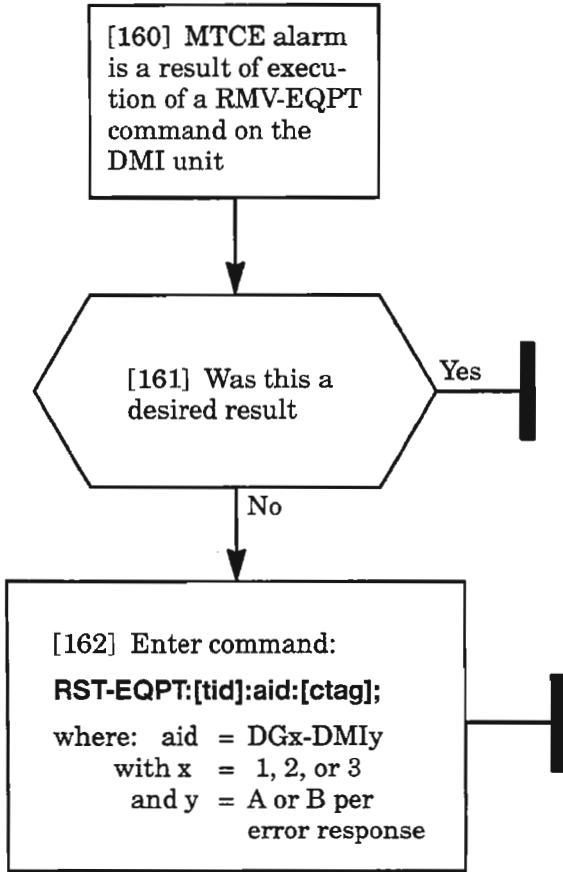 [160] MTCE alarm
is a result of execu-
tion of a RMV-EQPT
command on the
DMI unit
[161] Was this a
desired result
Yes
No
[162] Enter command:
RST-EQPT:[tid]:aid:[ctag];
where: aid = DGx-DMIy
with x = 1, 2, or 3
and y = A or B per
error response